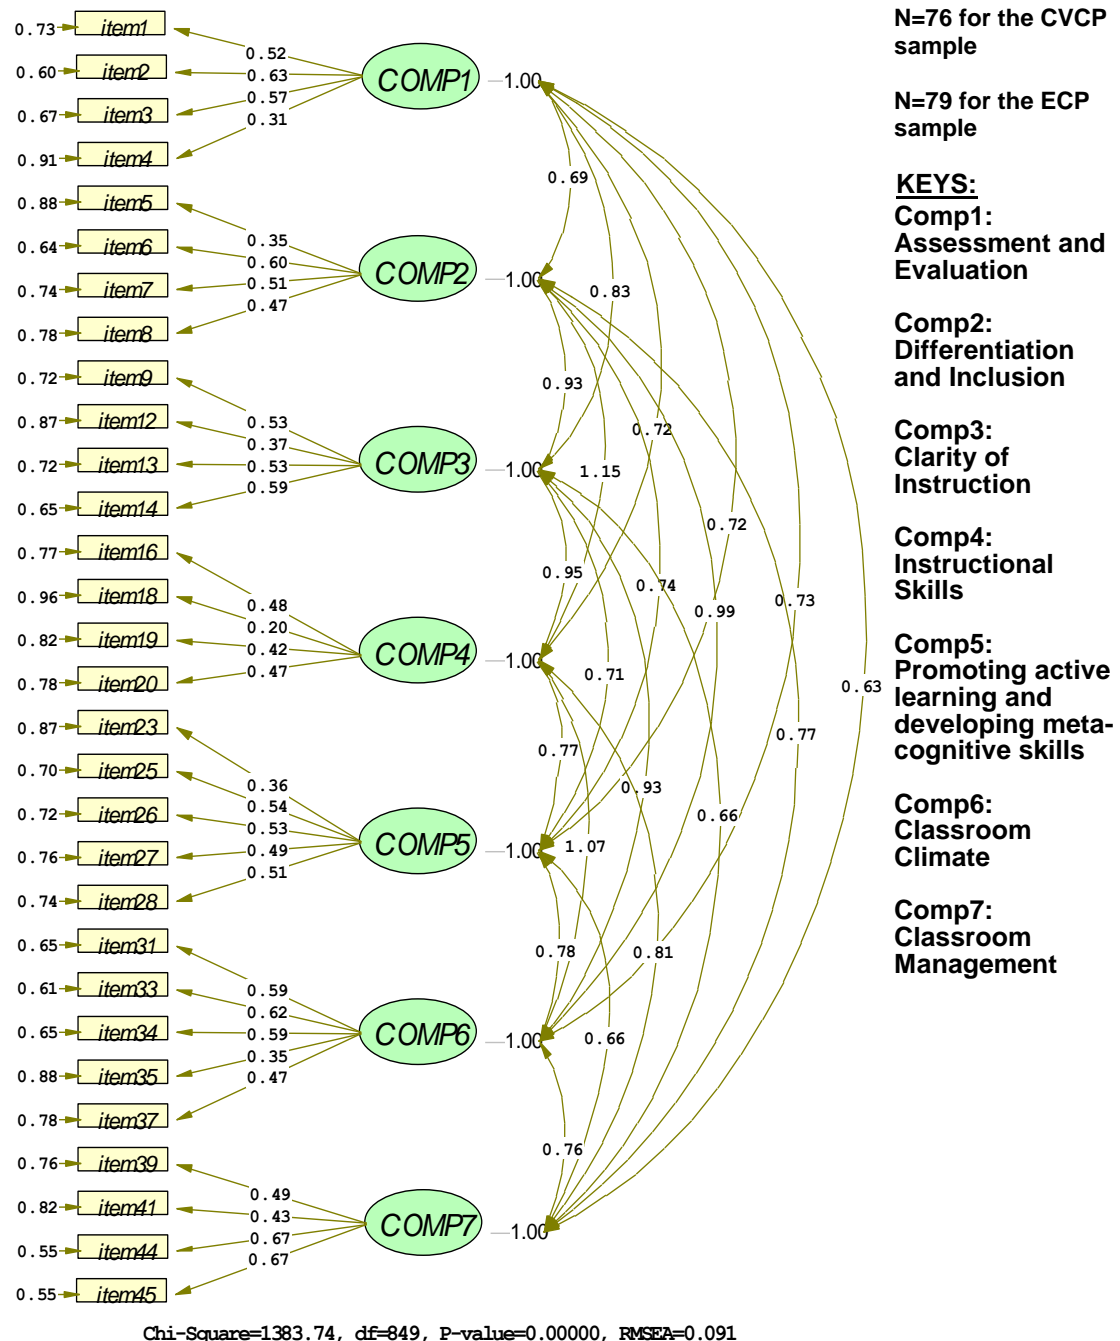 0.73 item1
0.60 item2
0.67 item3
0.91 item4
0.52
0.63
0.57
0.31
COMP1
1.00
0.88 item5
0.64 item6
0.74 item7
0.78 item8
0.35
0.60
0.51
0.47
COMP2
1.00
0.72 item9
0.87 item12
0.72 item13
0.65 item14
0.53
0.37
0.53
0.59
COMP3
1.00
0.77 item16
0.96 item18
0.82 item19
0.78 item20
0.48
0.20
0.42
0.47
COMP4
1.00
0.87 item23
0.70 item25
0.72 item26
0.76 item27
0.74 item28
0.36
0.54
0.53
0.49
0.51
COMP5
1.00
0.65 item31
0.61 item33
0.65 item34
0.88 item35
0.78 item37
0.59
0.62
0.59
0.35
0.47
COMP6
1.00
0.76 item39
0.82 item41
0.55 item44
0.55 item45
0.49
0.43
0.67
0.67
COMP7
1.00
0.69
0.83
0.93
0.72
1.15
0.72
0.95
0.74
0.99
0.73
0.71
0.63
0.77
0.77
0.93
0.66
1.07
0.78
0.81
0.66
0.76
N=76 for the CVCP
sample
N=79 for the ECP
sample
KEYS:
Comp1:
Assessment and
Evaluation
Comp2:
Differentiation
and Inclusion
Comp3:
Clarity of
Instruction
Comp4:
Instructional
Skills
Comp5:
Promoting active
learning and
developing meta-
cognitive skills
Comp6:
Classroom
Climate
Comp7:
Classroom
Management
Chi-Square=1383.74, df=849, P-value=0.00000, RMSEA=0.091